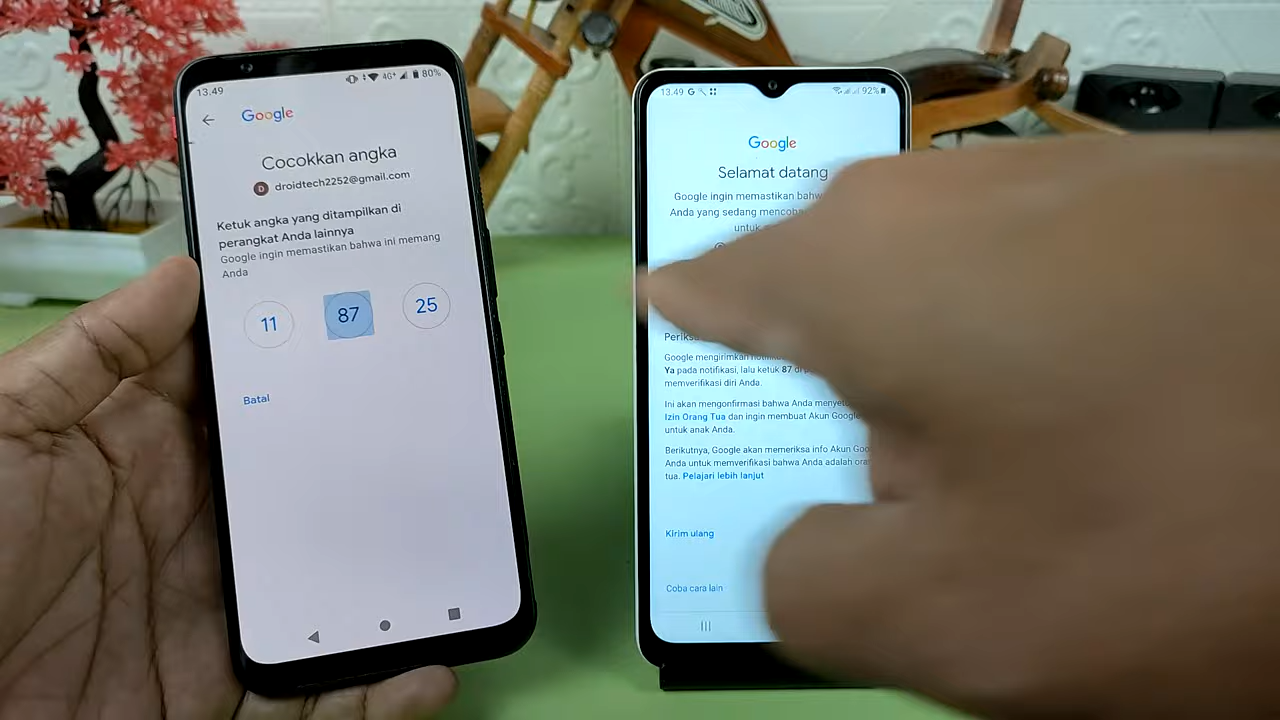 13.49
4G+
80%
Google
Cocokkan angka
D
droidtech2252@gmail.com
Ketuk angka yang ditampilkan di
perangkat Anda lainnya
Google ingin memastikan bahwa ini memang
Anda
11
87
25
Batal
13.49 G
92%
Google
Selamat datang
Google ingin memastikan bahw
Anda yang sedang mencoba
Google mengirimkan
Ya pada notifikasi, lalu ketuk 87 di
memverifikasi diri Anda.
Ini akan mengonfirmasi bahwa Anda
Izin Orang Tua dan ingin membuat Akun Google
untuk anak Anda.
Berikutnya, Google akan memeriksa info Akun Goo
Anda untuk memverifikasi bahwa Anda adalah
tua. Pelajari lebih lanjut
Kirim ulang
Coba cara lain